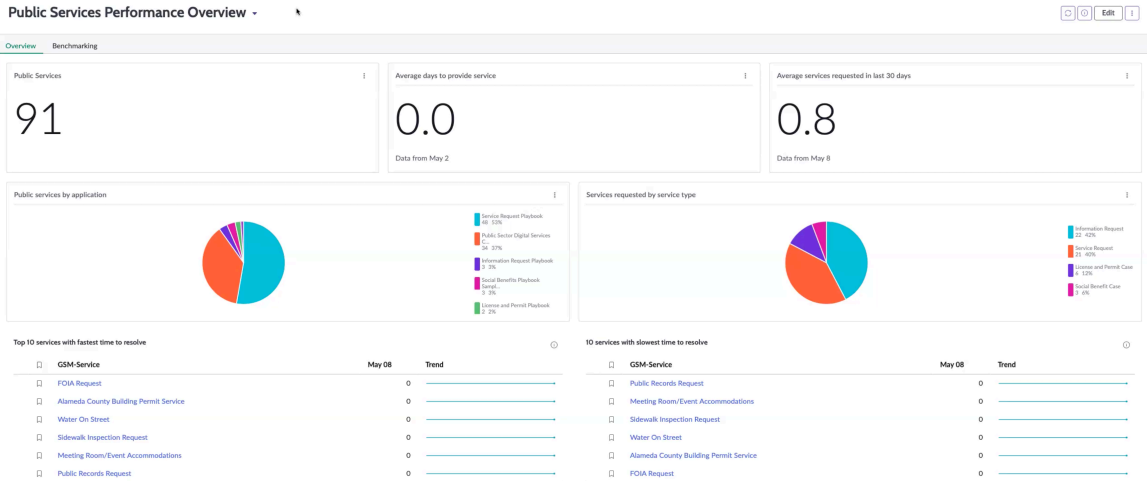 Public Services Performance Overview
Edit
Overview Benchmarking
Public Services
91
Average days to provide service
0.0
Data from May 2
Average services requested in last 30 days
0.8
Data from May 8
Public services by application
Service Request Playbook
48 53%
Public Sector Digital Services
C...
34 37%
Information Request Playbook
3 3%
Social Benefits Playbook
Sampl...
3 3%
License and Permit Playbook
2 2%
Services requested by service type
Information Request
22 42%
Service Request
21 40%
License and Permit Case
6 12%
Social Benefit Case
3 6%
Top 10 services with fastest time to resolve
GSM-Service May 08 Trend
FOIA Request 0
Alameda County Building Permit Service 0
Water On Street 0
Sidewalk Inspection Request 0
Meeting Room/Event Accommodations 0
Public Records Request 0
10 services with slowest time to resolve
GSM-Service May 08 Trend
Public Records Request 0
Meeting Room/Event Accommodations 0
Sidewalk Inspection Request 0
Water On Street 0
Alameda County Building Permit Service 0
FOIA Request 0